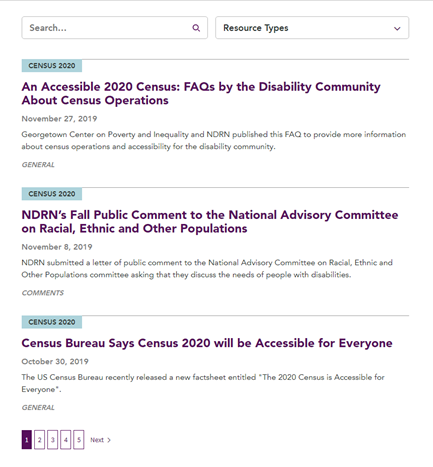 Search...
Resource Types
CENSUS 2020
An Accessible 2020 Census: FAQs by the Disability Community
About Census Operations
November 27, 2019
Georgetown Center on Poverty and Inequality and NDRN published this FAQ to provide more information
about census operations and accessibility for the disability community.
GENERAL
CENSUS 2020
NDRN's Fall Public Comment to the National Advisory Committee
on Racial, Ethnic and Other Populations
November 8, 2019
NDRN submitted a letter of public comment to the National Advisory Committee on Racial, Ethnic and
Other Populations committee asking that they discuss the needs of people with disabilities.
COMMENTS
CENSUS 2020
Census Bureau Says Census 2020 will be Accessible for Everyone
October 30, 2019
The US Census Bureau recently released a new factsheet entitled "The 2020 Census is Accessible for
Everyone".
GENERAL
1 2 3 4 5 Next >